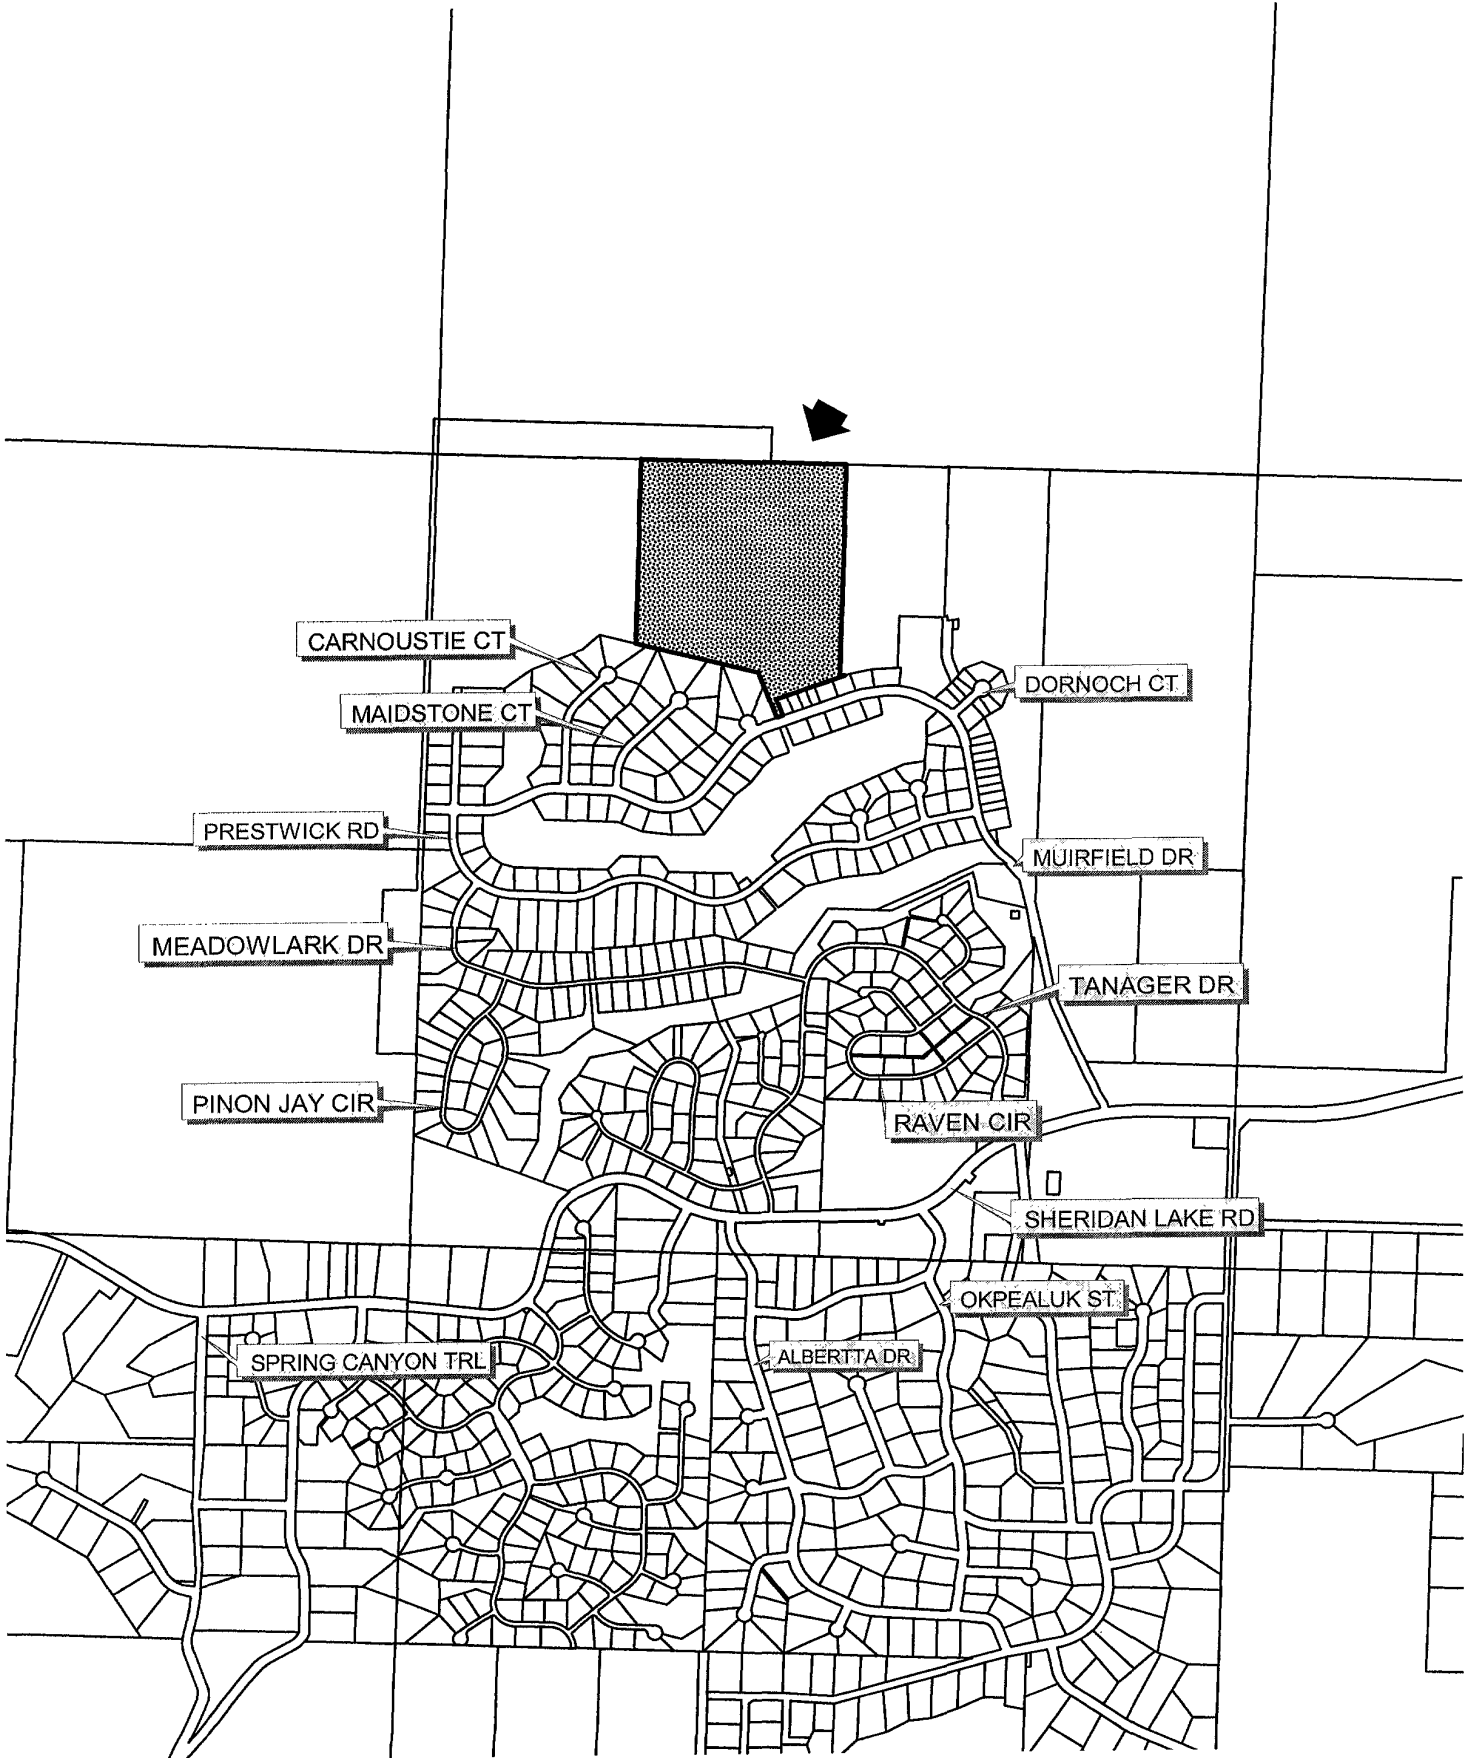 CARNOUSTIE CT
DORNOCH CT
MAIDSTONE CT
PRESTWICK RD
MUIRFIELD DR
MEADOWLARK DR
TANAGER DR
PINON JAY CIR
RAVEN CIR
SHERIDAN LAKE RD
OKPEALUK ST
SPRING CANYON TRL
ALBERTTA DR